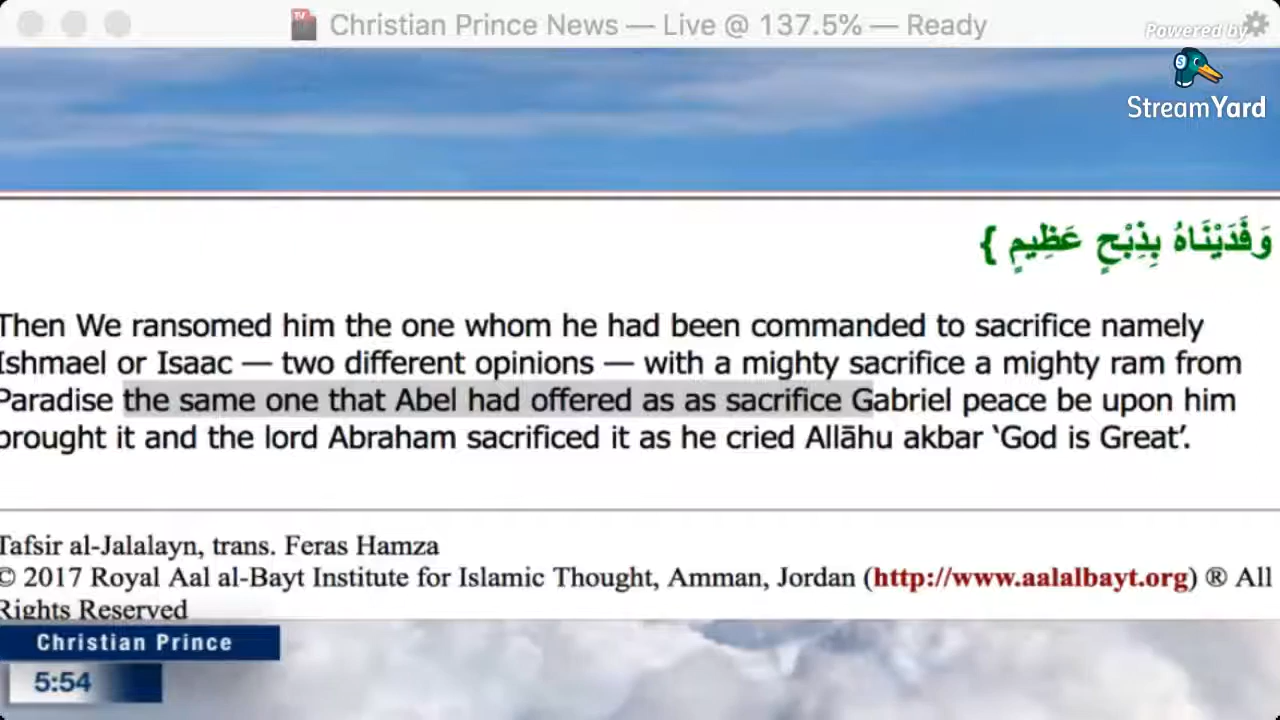 Christian Prince News — Live @ 137.5% — Ready
Powered by
StreamYard
وَفَدَيْنَاهُ بِذِبْحٍ عَظِيمٍ }
Then We ransomed him the one whom he had been commanded to sacrifice namely
Ishmael or Isaac — two different opinions — with a mighty sacrifice a mighty ram from
Paradise the same one that Abel had offered as as sacrifice Gabriel peace be upon him
brought it and the lord Abraham sacrificed it as he cried Allāhu akbar ‘God is Great’.
Tafsir al-Jalalayn, trans. Feras Hamza
© 2017 Royal Aal al-Bayt Institute for Islamic Thought, Amman, Jordan (http://www.aalalbayt.org) ® All
Rights Reserved
Christian Prince
5:54